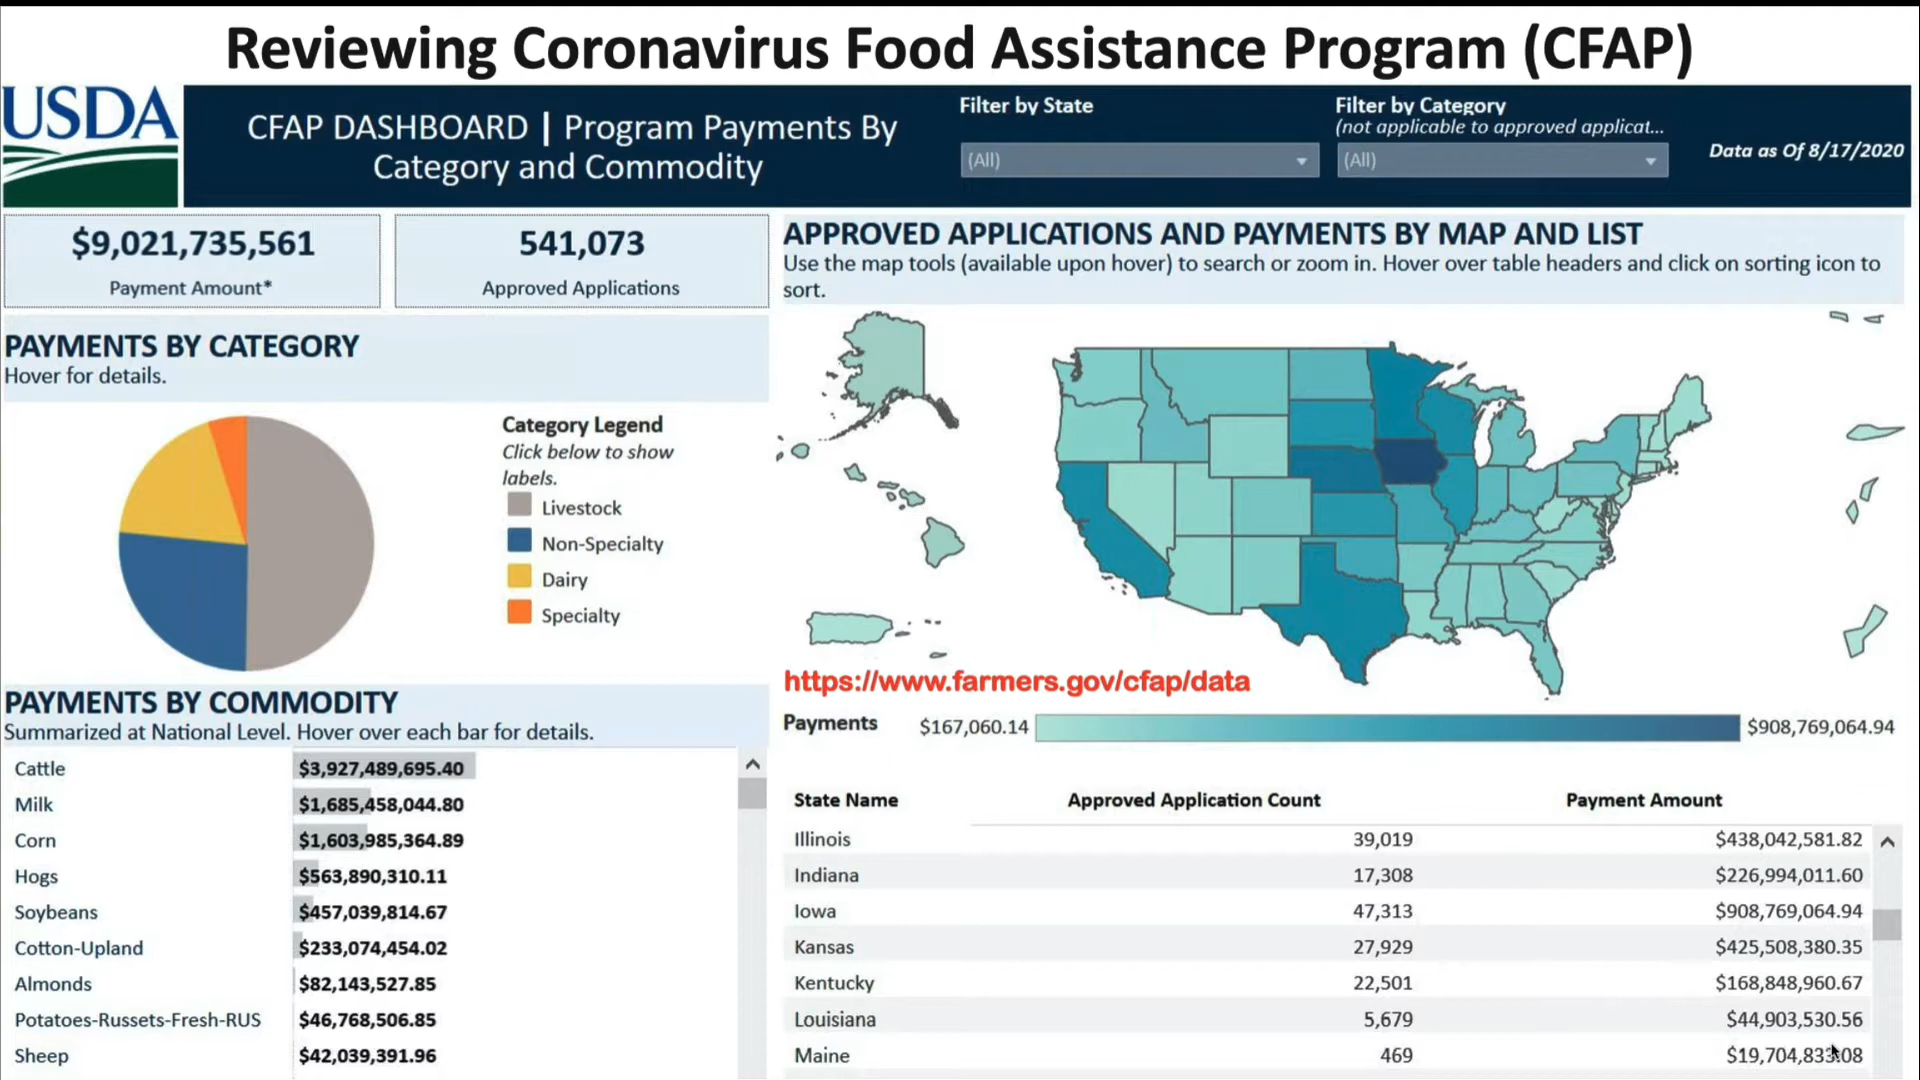 Reviewing Coronavirus Food Assistance Program (CFAP)
USDA
CFAP DASHBOARD | Program Payments By
Category and Commodity
Filter by State
(All)
Filter by Category
(not applicable to approved applicat...
(All)
Data as Of 8/17/2020
$9,021,735,561
Payment Amount*
541,073
Approved Applications
PAYMENTS BY CATEGORY
Hover for details.
Category Legend
Click below to show
labels.
Livestock
Non-Specialty
Dairy
Specialty
PAYMENTS BY COMMODITY
Summarized at National Level. Hover over each bar for details.
Cattle $3,927,489,695.40
Milk $1,685,458,044.80
Corn $1,603,985,364.89
Hogs $563,890,310.11
Soybeans $457,039,814.67
Cotton-Upland $233,074,454.02
Almonds $82,143,527.85
Potatoes-Russets-Fresh-RUS $46,768,506.85
Sheep $42,039,391.96
APPROVED APPLICATIONS AND PAYMENTS BY MAP AND LIST
Use the map tools (available upon hover) to search or zoom in. Hover over table headers and click on sorting icon to
sort.
https://www.farmers.gov/cfap/data
Payments $167,060.14 $908,769,064.94
State Name Approved Application Count Payment Amount
Illinois 39,019 $438,042,581.82
Indiana 17,308 $226,994,011.60
Iowa 47,313 $908,769,064.94
Kansas 27,929 $425,508,380.35
Kentucky 22,501 $168,848,960.67
Louisiana 5,679 $44,903,530.56
Maine 469 $19,704,833.08